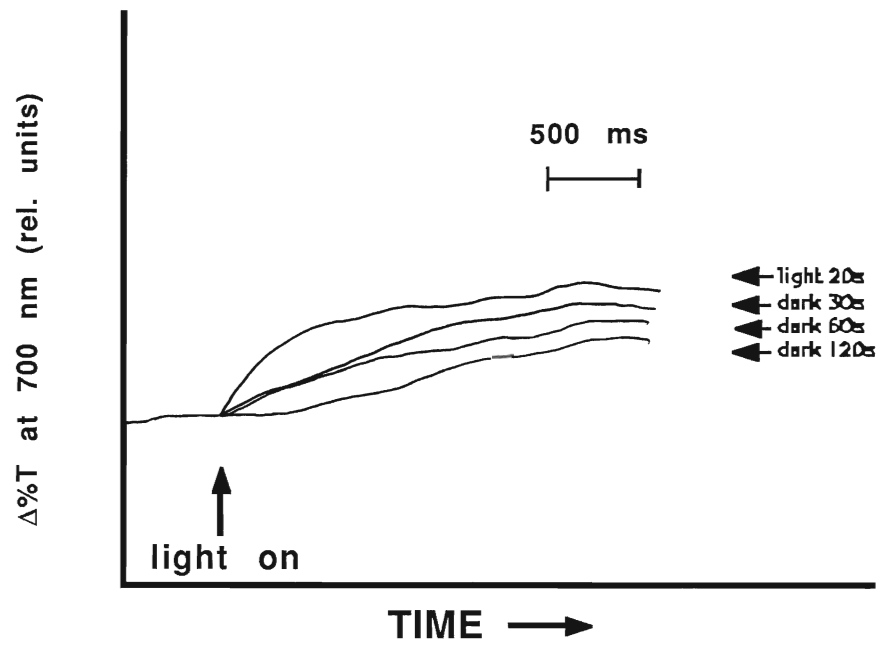 Δ%T at 700 nm (rel. units)
500 ms
light 20s
dark 30s
dark 60s
dark 120s
light on
TIME